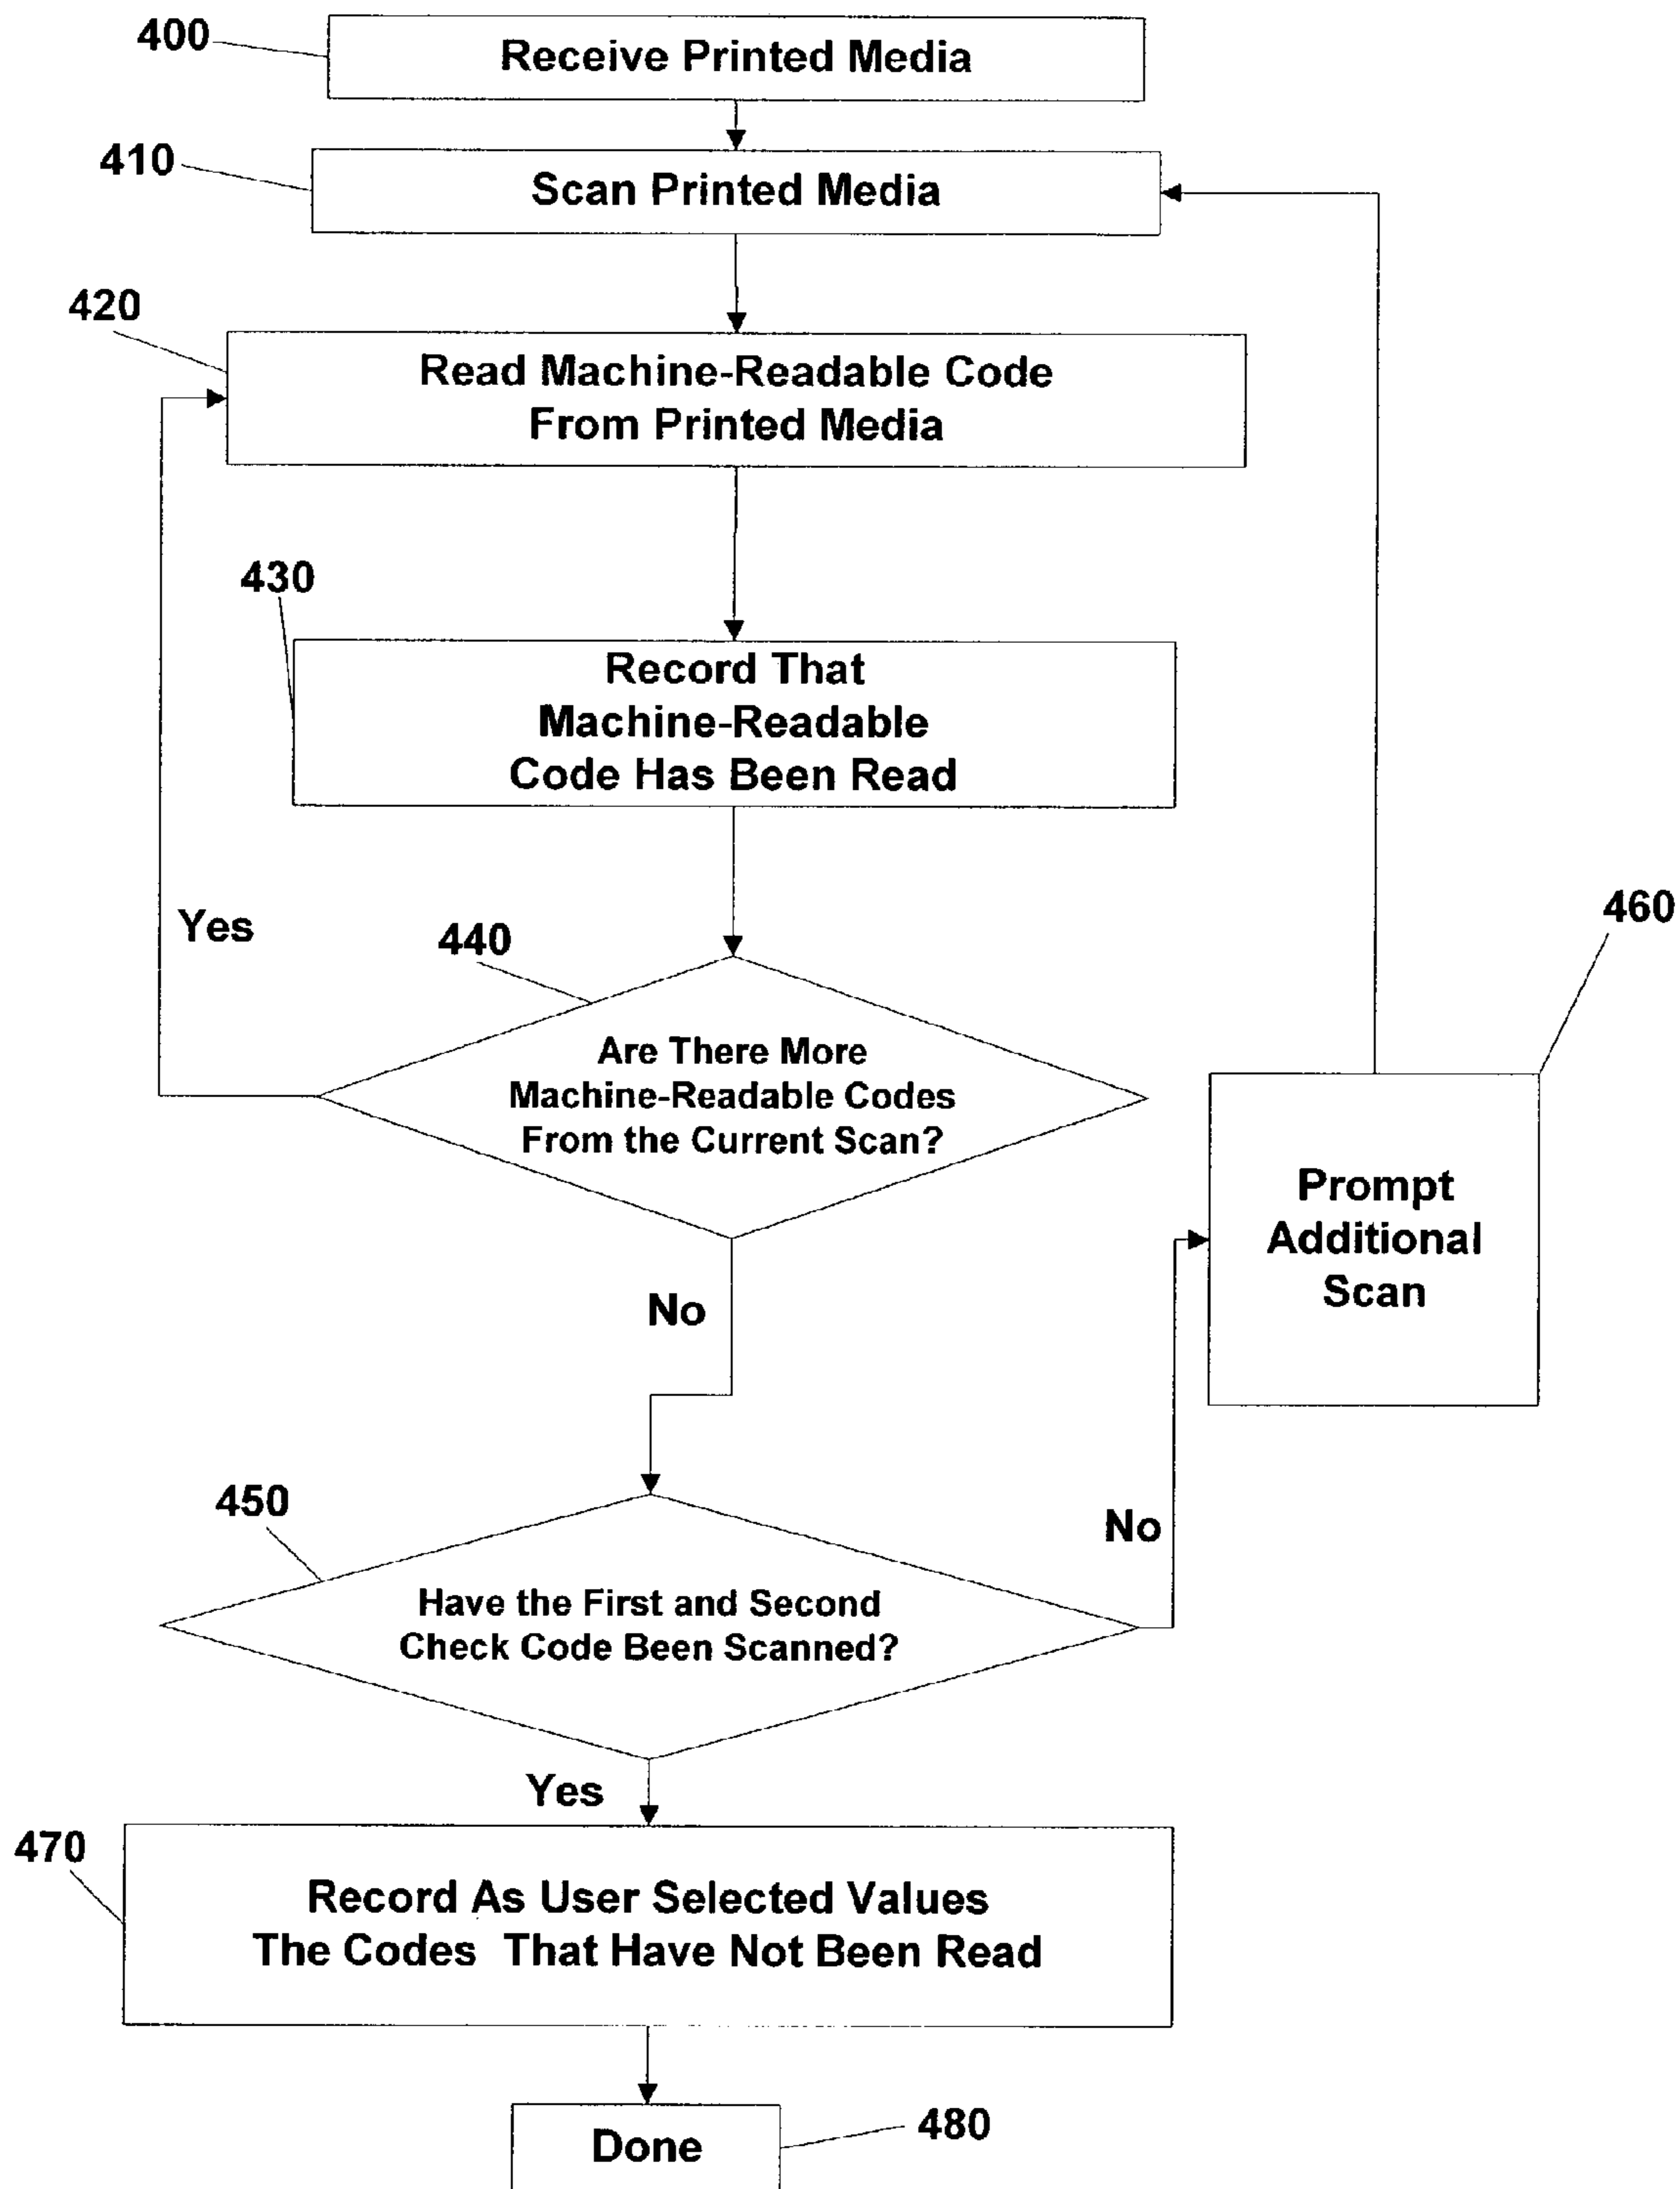 400
Receive Printed Media
410
Scan Printed Media
420
Read Machine-Readable Code
From Printed Media
430
Record That
Machine-Readable
Code Has Been Read
Yes
440
460
Are There More
Machine-Readable Codes
From the Current Scan?
Prompt
Additional
Scan
No
450
No
Have the First and Second
Check Code Been Scanned?
Yes
470
Record As User Selected Values
The Codes That Have Not Been Read
480
Done